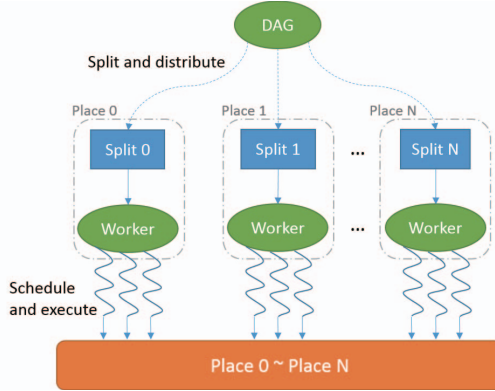 DAG
Split and distribute
Place 0
Place 1
Place N
Split 0
Split 1
...
Split N
Worker
Worker
...
Worker
Schedule
and execute
Place 0 ~ Place N